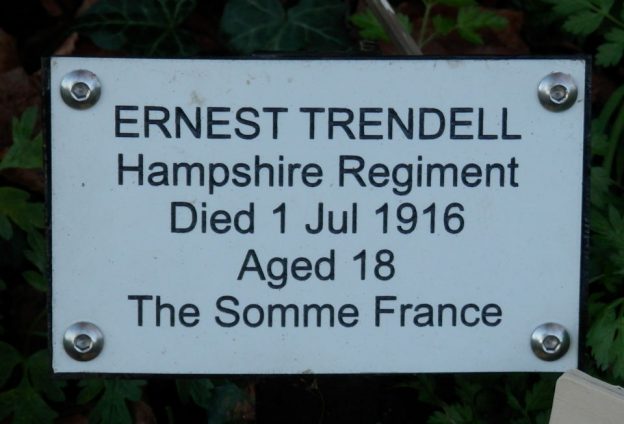 ERNEST TRENDELL
Hampshire Regiment
Died 1 Jul 1916
Aged 18
The Somme France